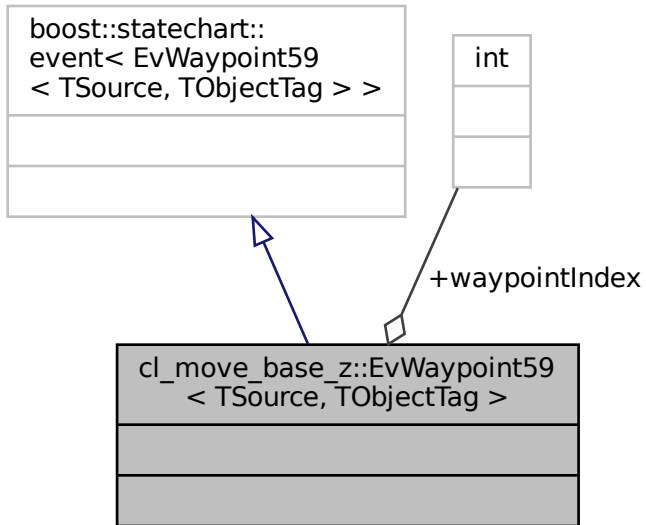 boost::statechart::
event< EvWaypoint59
< TSource, TObjectTag > >
int
+waypointIndex
cl_move_base_z::EvWaypoint59
< TSource, TObjectTag >